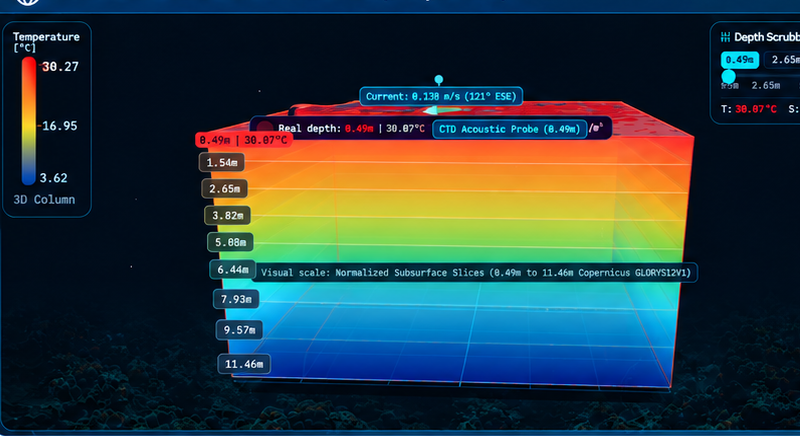 Temperature
[°C]
30.27
16.95
3.62
3D Column
Depth Scrubb
0.49m 2.65m
2.65m
T: 30.07°C S:
Current: 0.138 m/s (121° ESE)
Real depth: 0.49m | 30.07°C CTD Acoustic Probe (0.49m)
0.49m | 30.07°C
1.54m
2.65m
3.82m
5.08m
6.44m
Visual scale: Normalized Subsurface Slices (0.49m to 11.46m Copernicus GLORYS12V1)
7.93m
9.57m
11.46m